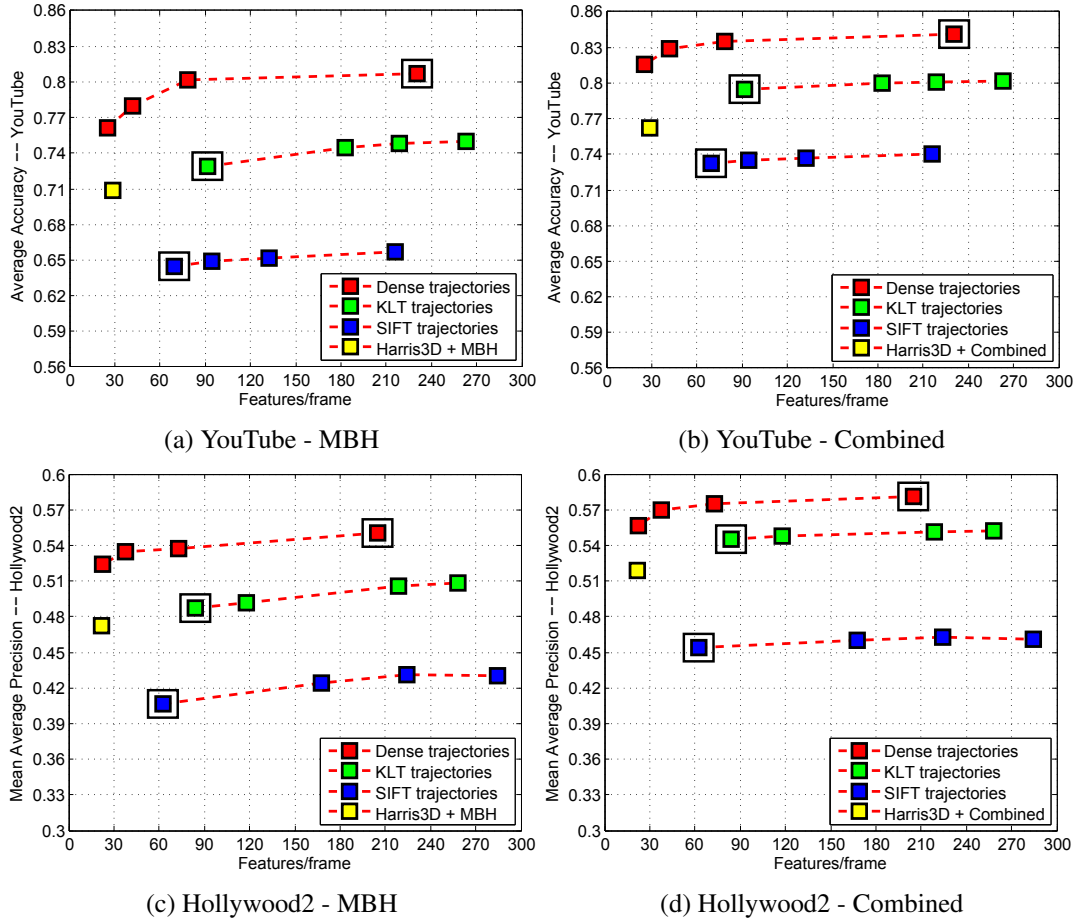 0.86
0.83
0.8
0.77
0.74
0.71
0.68
0.65
0.62
0.59
0.56
Average Accuracy -- YouTube
0 30 60 90 120 150 180 210 240 270 300
Features/frame
Dense trajectories
KLT trajectories
SIFT trajectories
Harris3D + MBH
(a) YouTube - MBH
0.86
0.83
0.8
0.77
0.74
0.71
0.68
0.65
0.62
0.59
0.56
Average Accuracy -- YouTube
0 30 60 90 120 150 180 210 240 270 300
Features/frame
Dense trajectories
KLT trajectories
SIFT trajectories
Harris3D + Combined
(b) YouTube - Combined
0.6
0.57
0.54
0.51
0.48
0.45
0.42
0.39
0.36
0.33
0.3
Mean Average Precision -- Hollywood2
0 30 60 90 120 150 180 210 240 270 300
Features/frame
Dense trajectories
KLT trajectories
SIFT trajectories
Harris3D + MBH
(c) Hollywood2 - MBH
0.6
0.57
0.54
0.51
0.48
0.45
0.42
0.39
0.36
0.33
0.3
Mean Average Precision -- Hollywood2
0 30 60 90 120 150 180 210 240 270 300
Features/frame
Dense trajectories
KLT trajectories
SIFT trajectories
Harris3D + Combined
(d) Hollywood2 - Combined